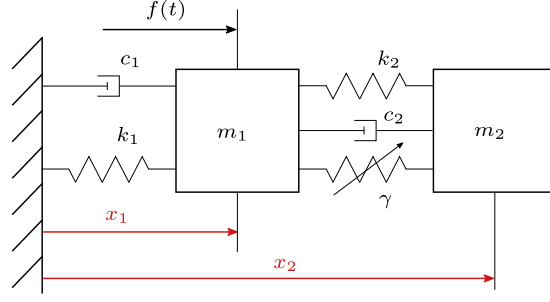 f(t)
c₁
k₂
k₁
m₁
c₂
m₂
γ
x₁
x₂